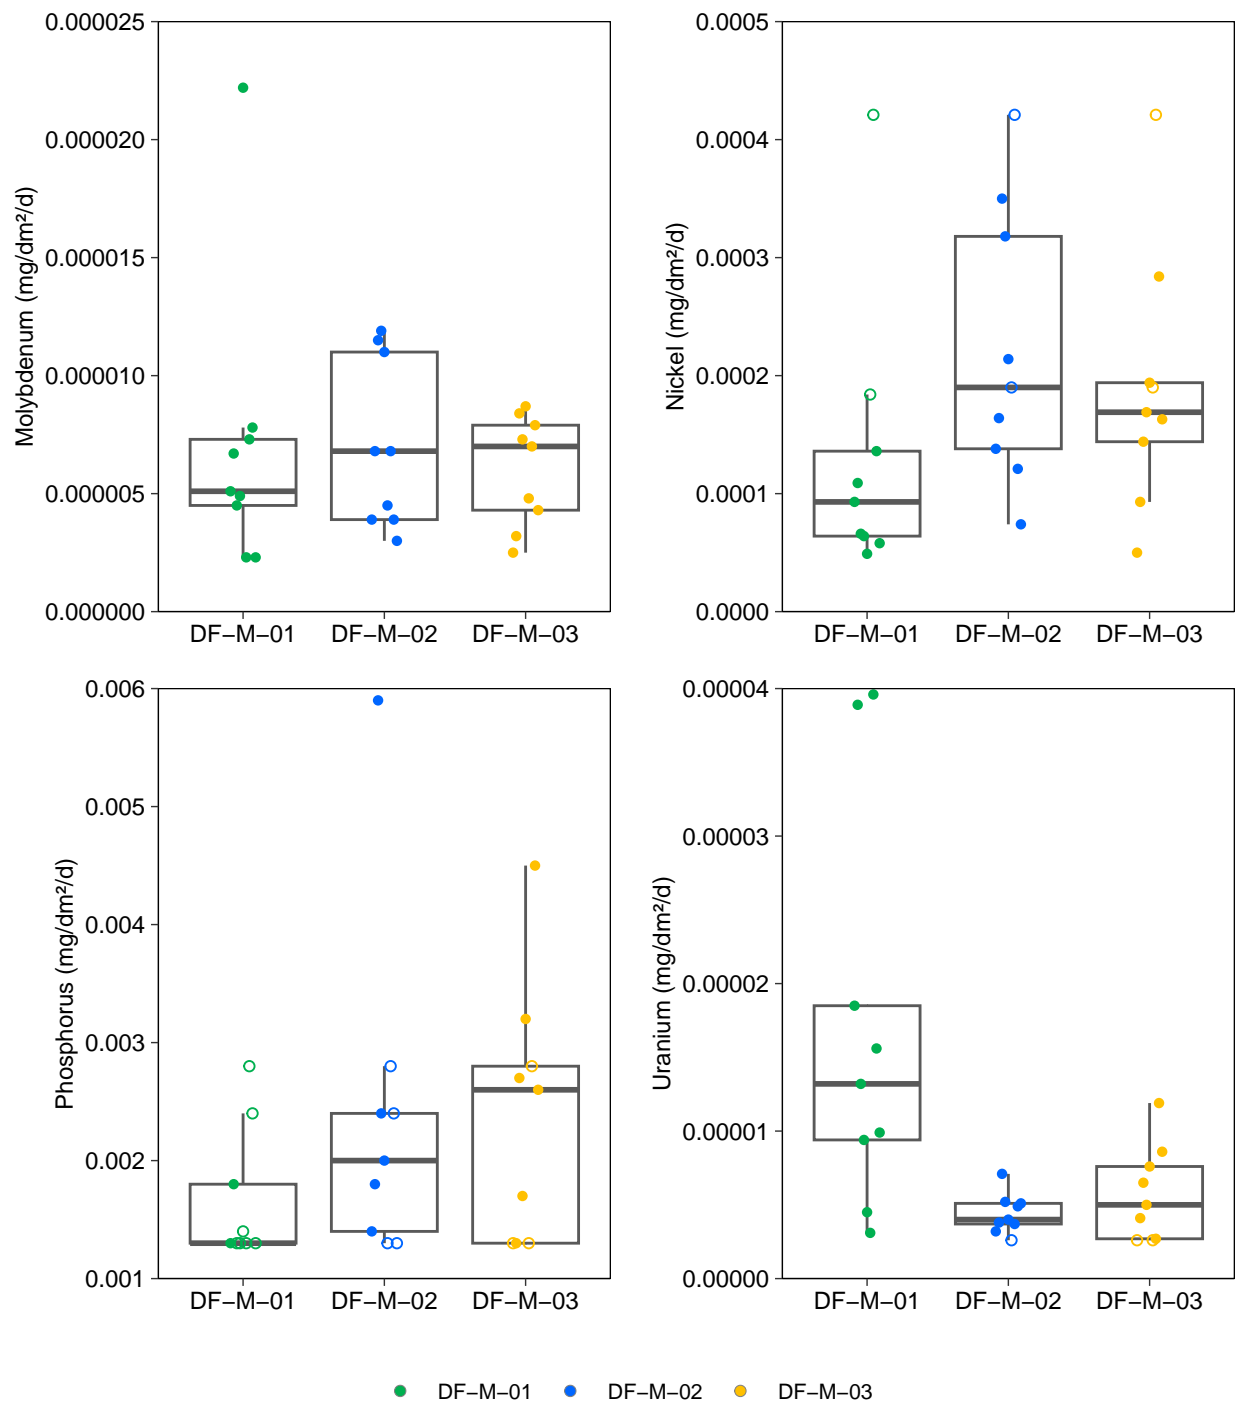 Molybdenum (mg/dm²/d)
0.000025
0.000020
0.000015
0.000010
0.000005
0.000000
DF–M–01 DF–M–02 DF–M–03
Nickel (mg/dm²/d)
0.0005
0.0004
0.0003
0.0002
0.0001
0.0000
DF–M–01 DF–M–02 DF–M–03
Phosphorus (mg/dm²/d)
0.006
0.005
0.004
0.003
0.002
0.001
DF–M–01 DF–M–02 DF–M–03
Uranium (mg/dm²/d)
0.00004
0.00003
0.00002
0.00001
0.00000
DF–M–01 DF–M–02 DF–M–03
DF–M–01 DF–M–02 DF–M–03